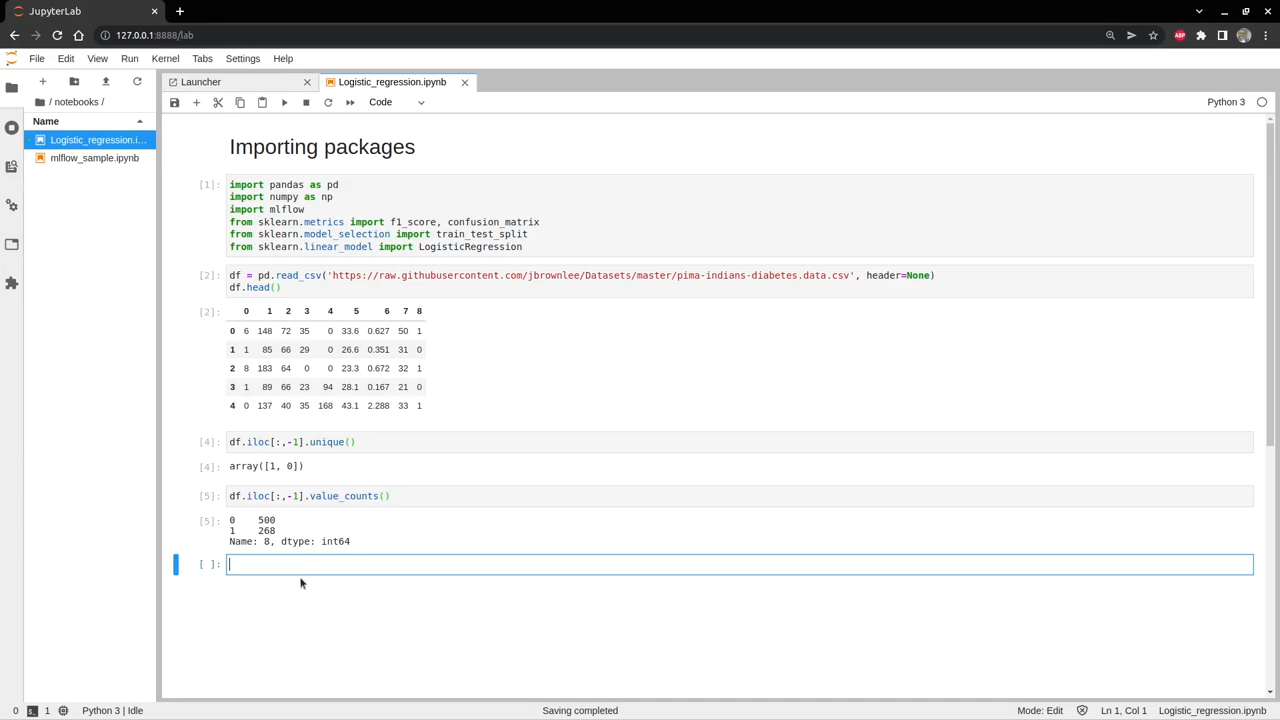 JupyterLab
127.0.0.1:8888/lab
ABP
File Edit View Run Kernel Tabs Settings Help
Launcher
Logistic_regression.ipynb
Code
Python 3
/ notebooks /
Name
Logistic_regression.i...
mlflow_sample.ipynb
Importing packages
[1]:
import pandas as pd
import numpy as np
import mlflow
from sklearn.metrics import f1_score, confusion_matrix
from sklearn.model_selection import train_test_split
from sklearn.linear_model import LogisticRegression
[2]:
df = pd.read_csv('https://raw.githubusercontent.com/jbrownlee/Datasets/master/pima-indians-diabetes.data.csv', header=None)
df.head()
[2]:
0 1 2 3 4 5 6 7 8
0 6 148 72 35 0 33.6 0.627 50 1
1 1 85 66 29 0 26.6 0.351 31 0
2 8 183 64 0 0 23.3 0.672 32 1
3 1 89 66 23 94 28.1 0.167 21 0
4 0 137 40 35 168 43.1 2.288 33 1
[4]:
df.iloc[:,-1].unique()
[4]:
array([1, 0])
[5]:
df.iloc[:,-1].value_counts()
[5]:
0 500
1 268
Name: 8, dtype: int64
[ ]:
0 1 Python 3 | Idle
Saving completed
Mode: Edit
Ln 1, Col 1
Logistic_regression.ipynb